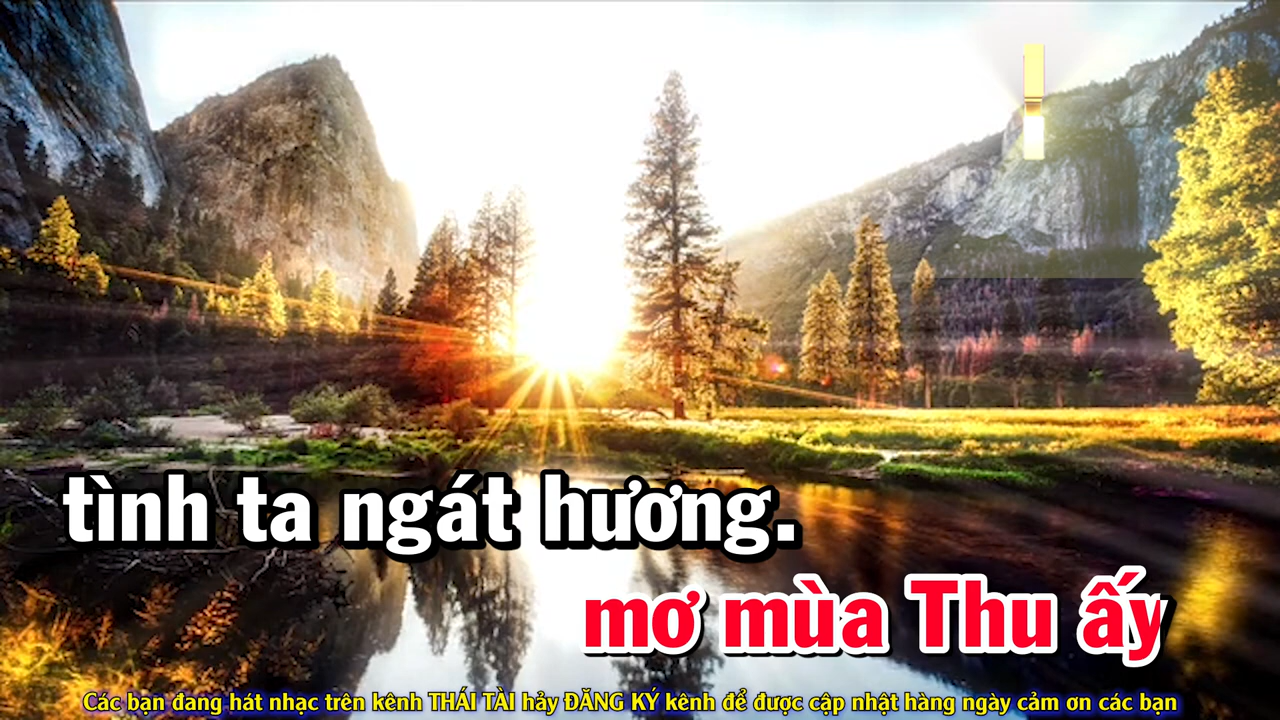 tình ta ngát hương.
mơ mùa Thu ấy
Các bạn đang hát nhạc trên kênh THÁI TÀI hảy ĐĂNG KÝ kênh để được cập nhật hàng ngày cảm ơn các bạn